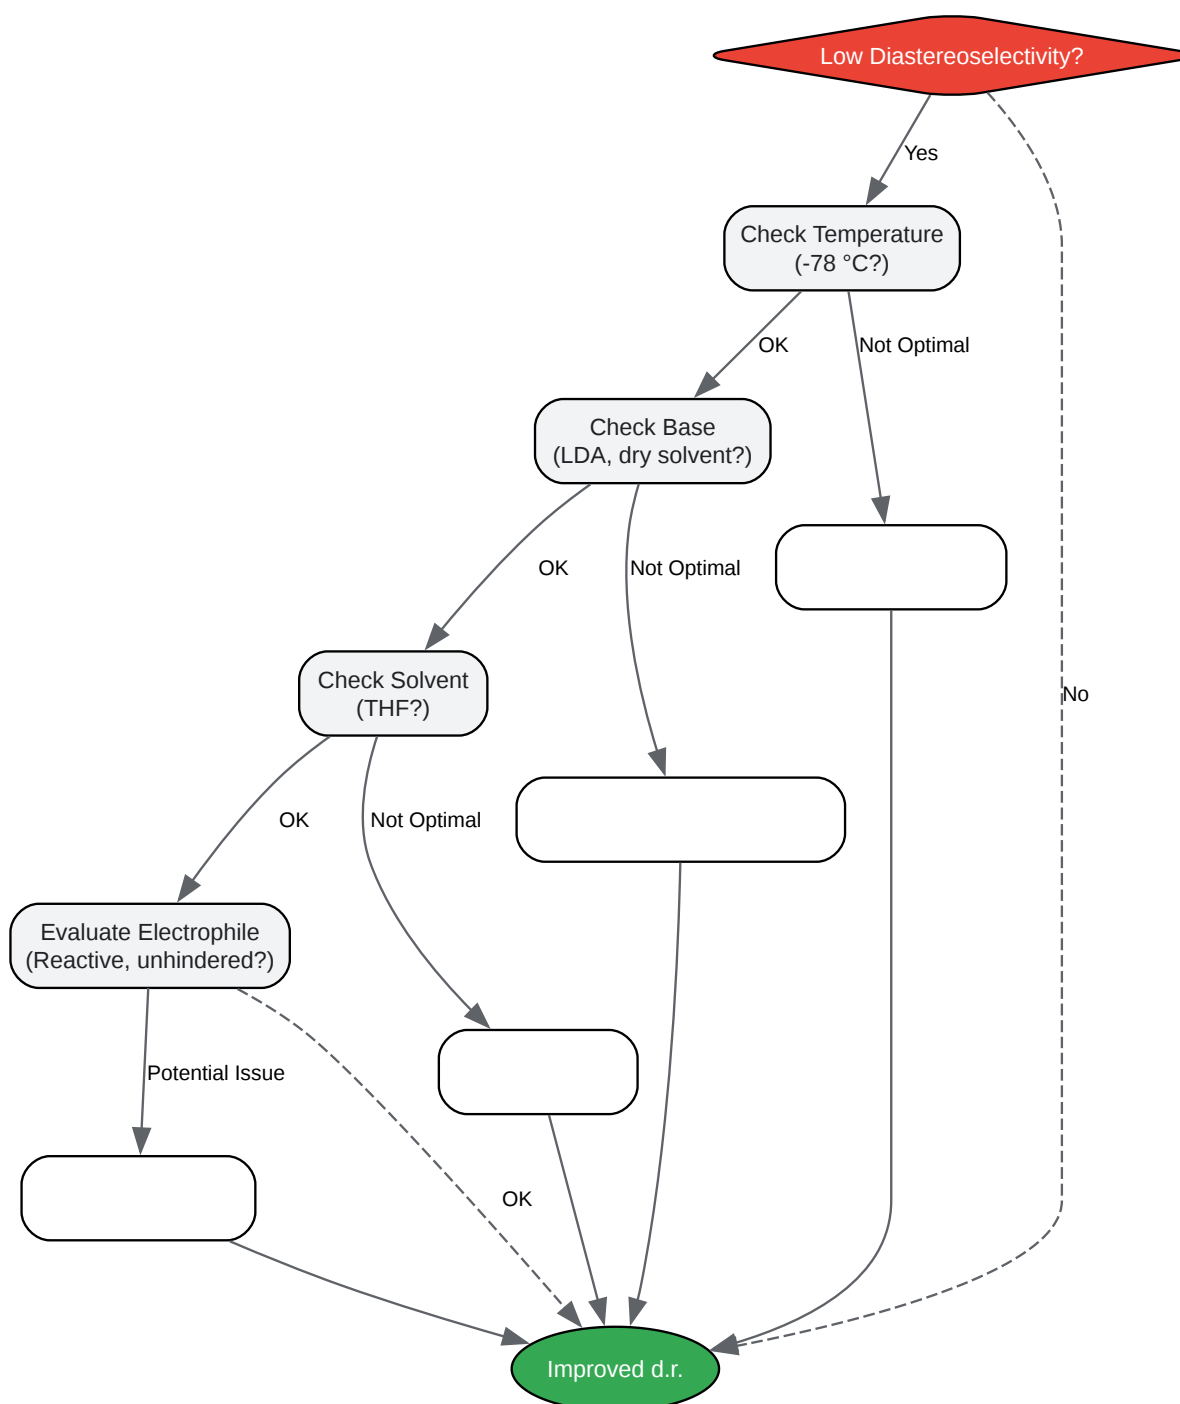 Low Diastereoselectivity?
Yes
Check Temperature
(-78 °C?)
OK
Not Optimal
Check Base
(LDA, dry solvent?)
OK
Not Optimal
Check Solvent
(THF?)
No
OK
Not Optimal
Evaluate Electrophile
(Reactive, unhindered?)
Potential Issue
OK
Improved d.r.